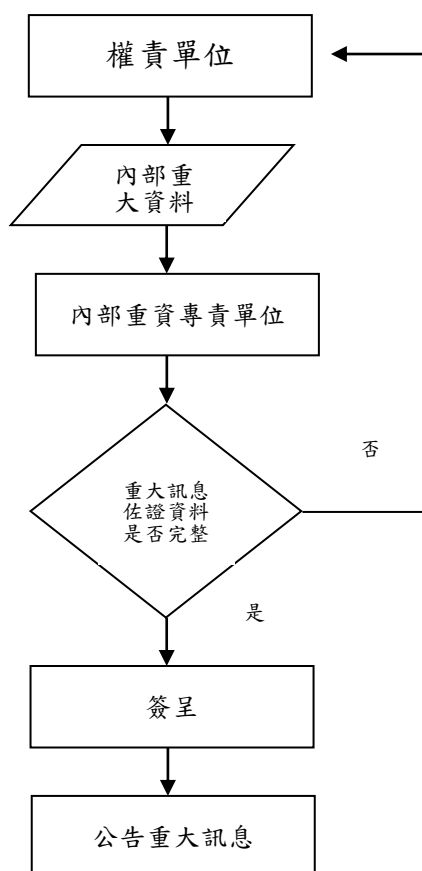 權責單位
內部重
大資料
內部重資專責單位
否
重大訊息
佐證資料
是否完整
是
簽呈
公告重大訊息